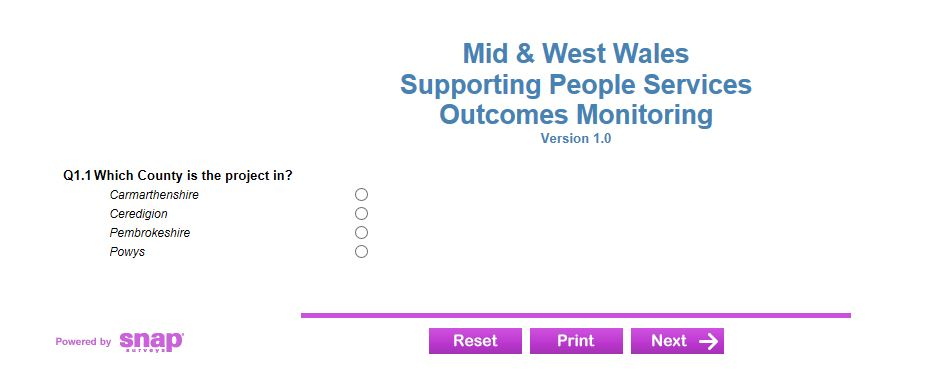 Mid & West Wales
Supporting People Services
Outcomes Monitoring
Version 1.0
Q1.1 Which County is the project in?
Carmarthenshire
Ceredigion
Pembrokeshire
Powys
Powered by snap surveys
Reset Print Next